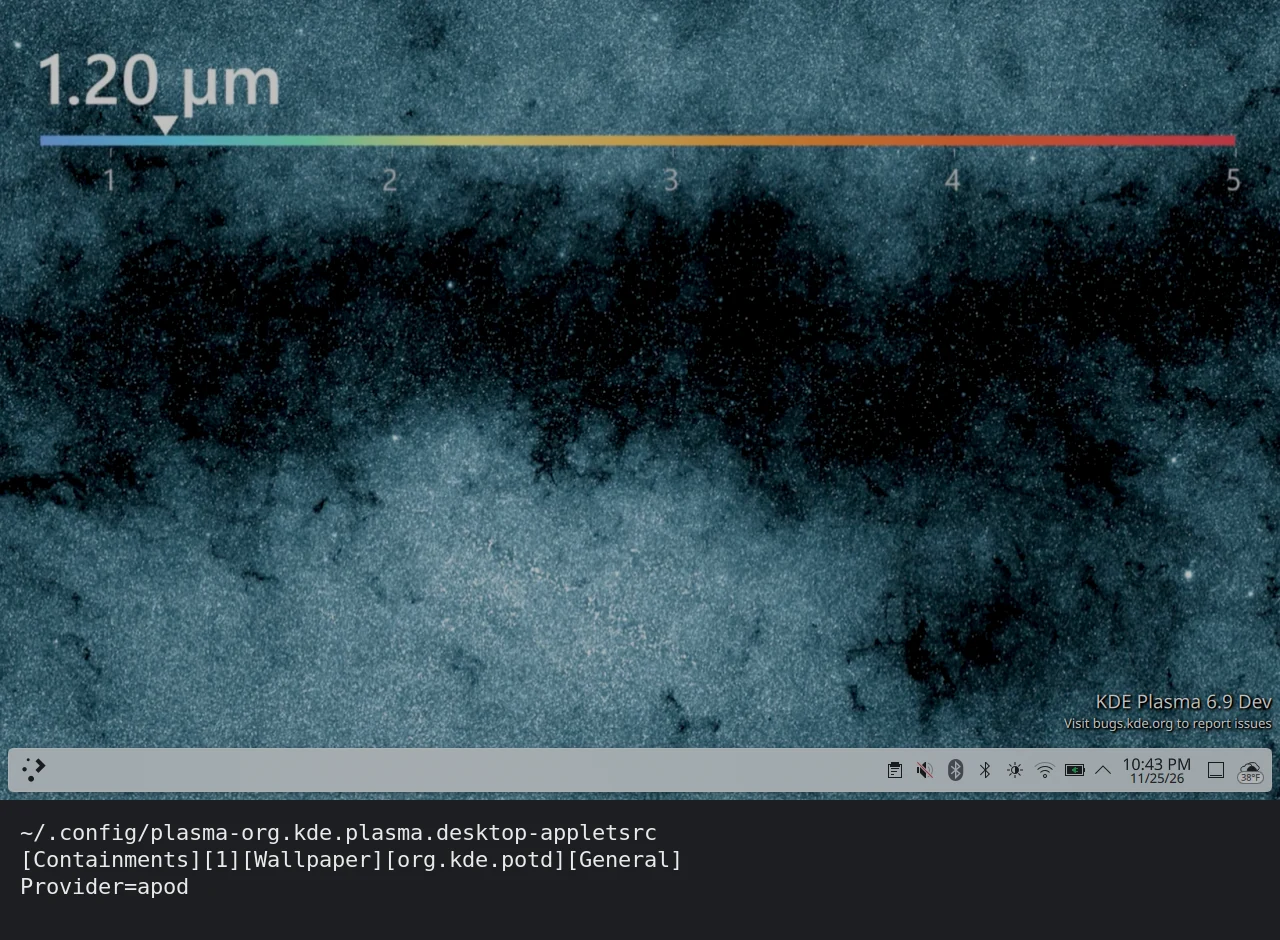 1.20 µm
1 2 3 4 5
KDE Plasma 6.9 Dev
Visit bugs.kde.org to report issues
10:43 PM
11/25/26
38°F
~/.config/plasma-org.kde.plasma.desktop-appletsrc
[Containments][1][Wallpaper][org.kde.potd][General]
Provider=apod